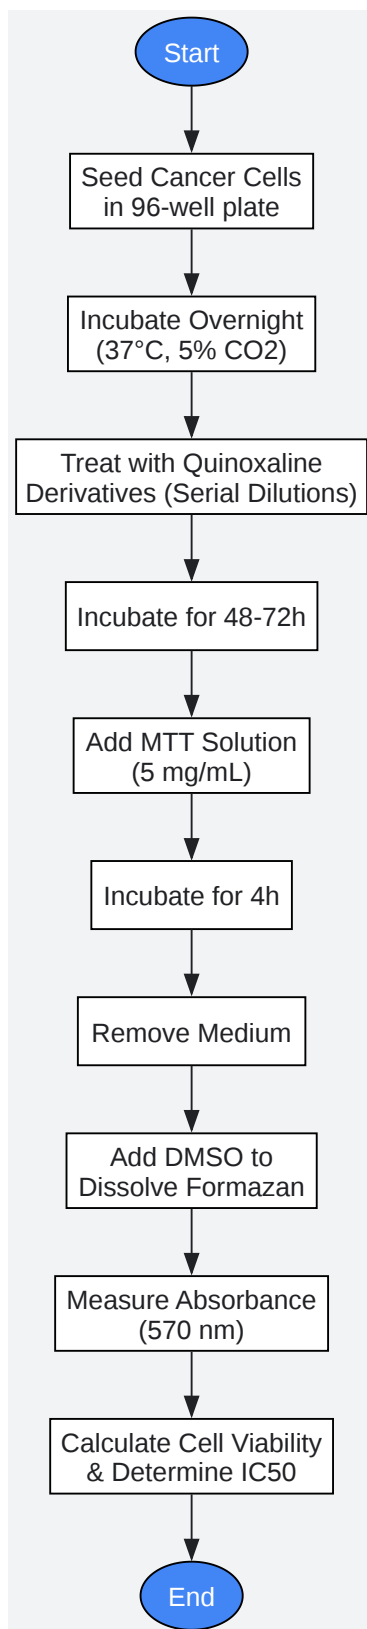 Start
Seed Cancer Cells
in 96-well plate
Incubate Overnight
(37°C, 5% CO2)
Treat with Quinoxaline
Derivatives (Serial Dilutions)
Incubate for 48-72h
Add MTT Solution
(5 mg/mL)
Incubate for 4h
Remove Medium
Add DMSO to
Dissolve Formazan
Measure Absorbance
(570 nm)
Calculate Cell Viability
& Determine IC50
End